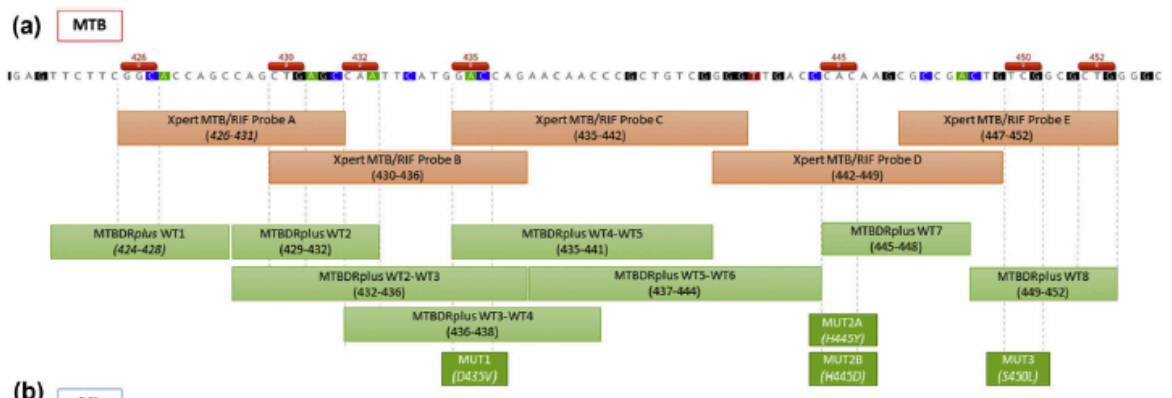 (a) MTB
426 430 432 435 445 450 452
GAGTTCTTCGGCACCAGCCAGCTGAGCCAATTCATGGACCAGAACAACCCGCTGTCGGGGTTGACCCACAAGCGCCGACTGTCGGCGCTGGGGC
Xpert MTB/RIF Probe A
(426-431)
Xpert MTB/RIF Probe C
(435-442)
Xpert MTB/RIF Probe E
(447-452)
Xpert MTB/RIF Probe B
(430-436)
Xpert MTB/RIF Probe D
(442-449)
MTBDRplus WT1
(424-428)
MTBDRplus WT2
(429-432)
MTBDRplus WT4-WT5
(435-441)
MTBDRplus WT7
(445-448)
MTBDRplus WT2-WT3
(432-436)
MTBDRplus WT5-WT6
(437-444)
MTBDRplus WT8
(449-452)
MTBDRplus WT3-WT4
(436-438)
MUT2A
(H445Y)
MUT1
(D435V)
MUT2B
(H445D)
MUT3
(S450L)
(b)